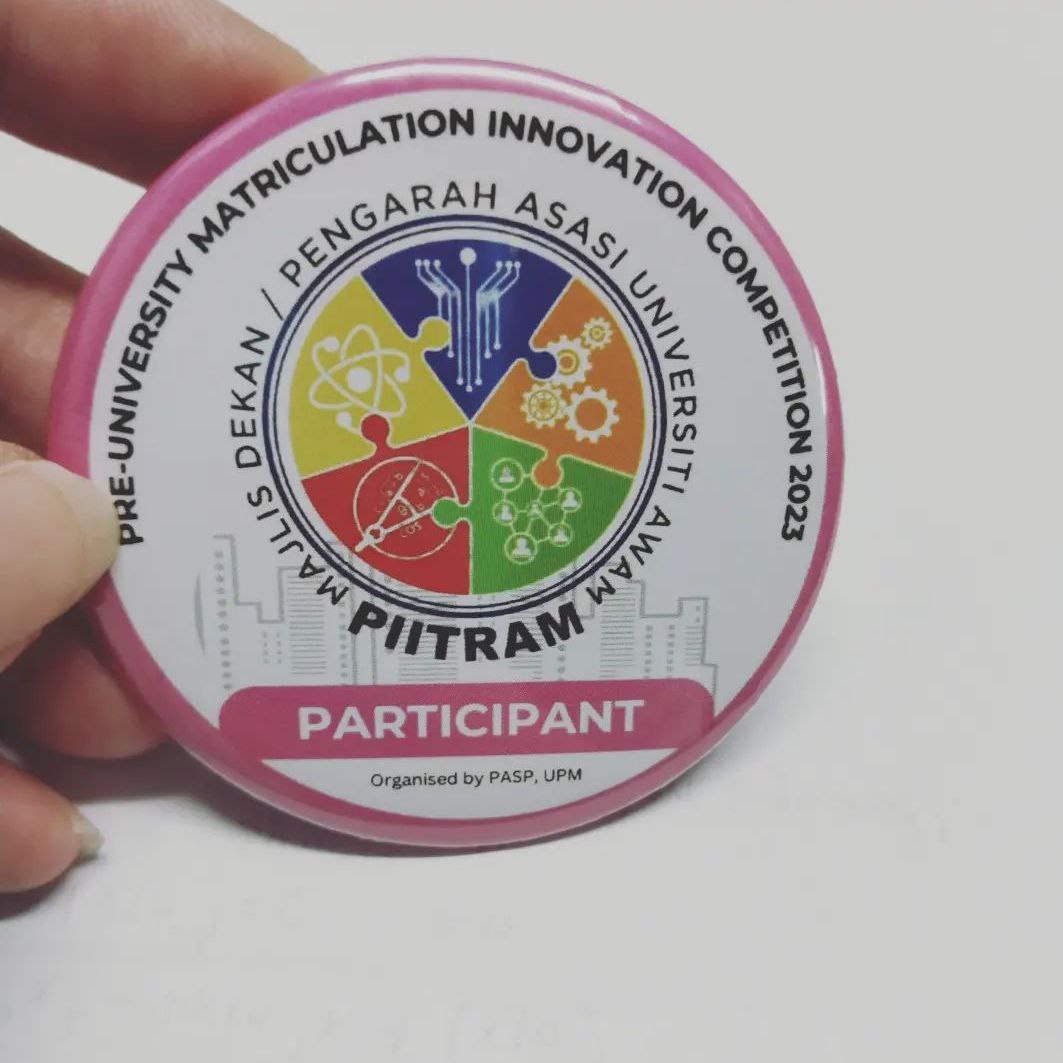 PRE-UNIVERSITY MATRICULATION INNOVATION COMPETITION 2023
MAJLIS DEKAN / PENGARAH ASASI UNIVERSITI AWAM
PIITRAM
PARTICIPANT
Organised by PASP, UPM